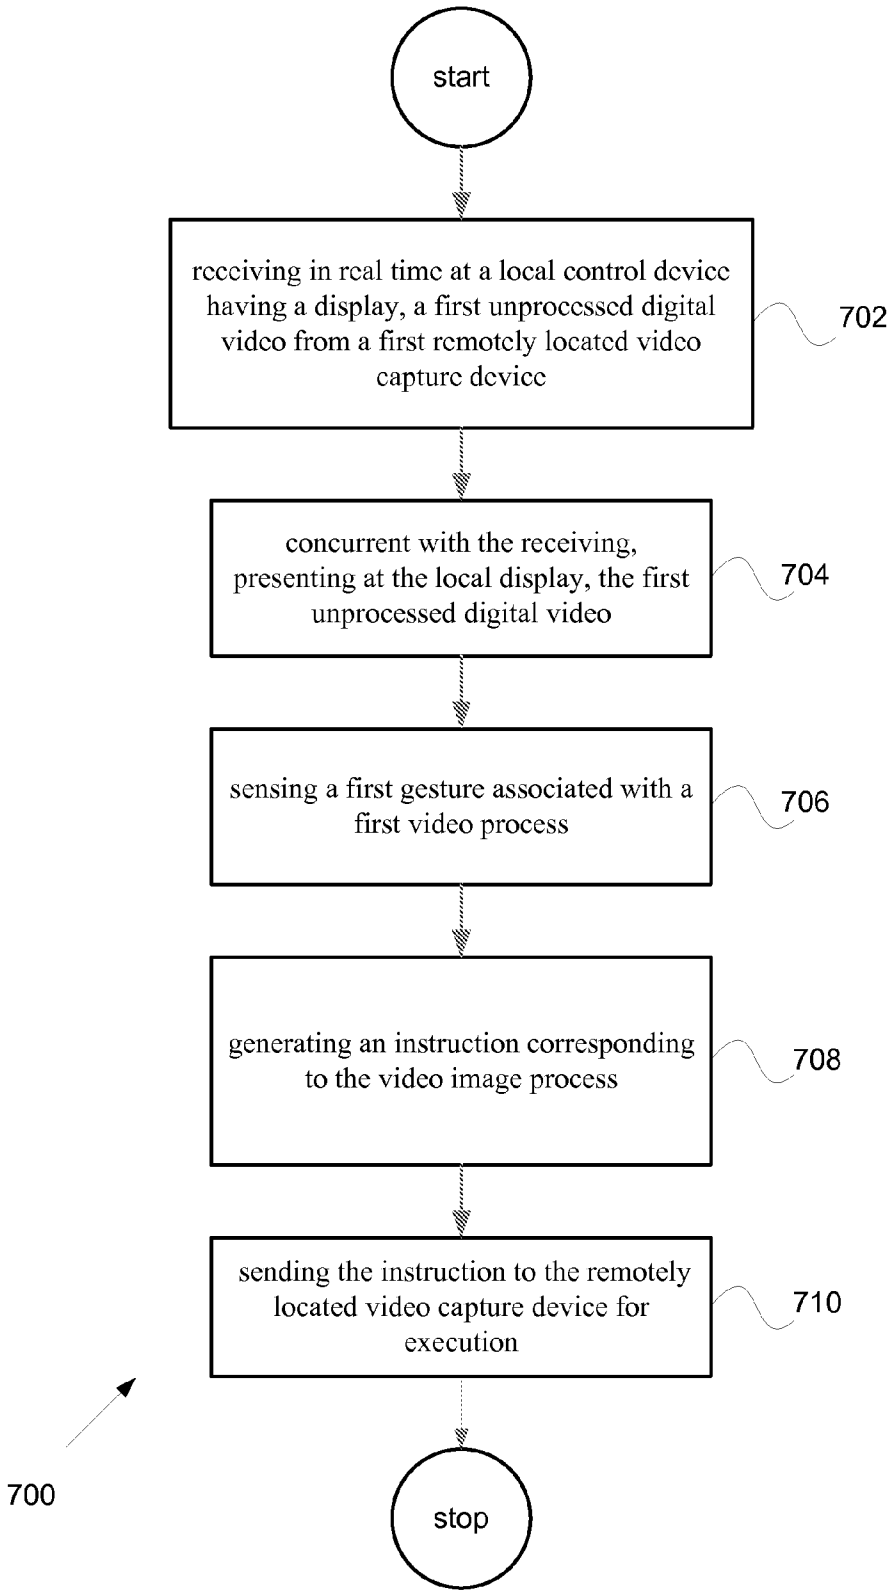 start
receiving in real time at a local control device
having a display, a first unprocessed digital
video from a first remotely located video
capture device
702
concurrent with the receiving,
presenting at the local display, the first
unprocessed digital video
704
sensing a first gesture associated with a
first video process
706
generating an instruction corresponding
to the video image process
708
sending the instruction to the remotely
located video capture device for
execution
710
700
stop